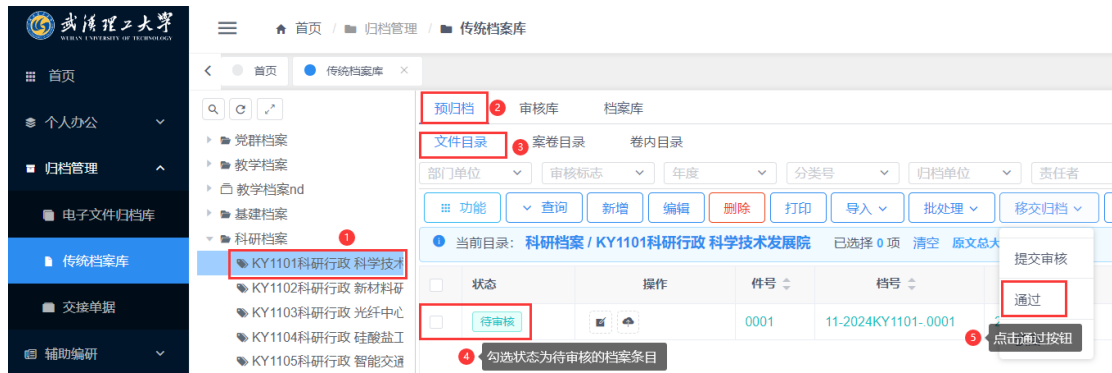 武汉理工大学
WUHAN UNIVERSITY OF TECHNOLOGY
首页 / 归档管理 / 传统档案库
首页
首页 传统档案库 ×
个人办公
归档管理
电子文件归档库
传统档案库
交接单据
辅助编研
党群档案
教学档案
教学档案nd
基建档案
科研档案 1
KY1101科研行政 科学技术
KY1102科研行政 新材料研
KY1103科研行政 光纤中心
KY1104科研行政 硅酸盐工
KY1105科研行政 智能交通
预归档 2 审核库 档案库
文件目录 3 案卷目录 卷内目录
部门单位 审核标志 年度 分类号 归档单位 责任者
功能 查询 新增 编辑 删除 打印 导入 批处理 移交归档
当前目录： 科研档案 / KY1101科研行政 科学技术发展院 已选择 0 项 清空 原文总大
提交审核
通过
状态 操作 件号 档号
待审核 0001 11-2024KY1101-.0001
4 勾选状态为待审核的档案条目
5 点击通过按钮